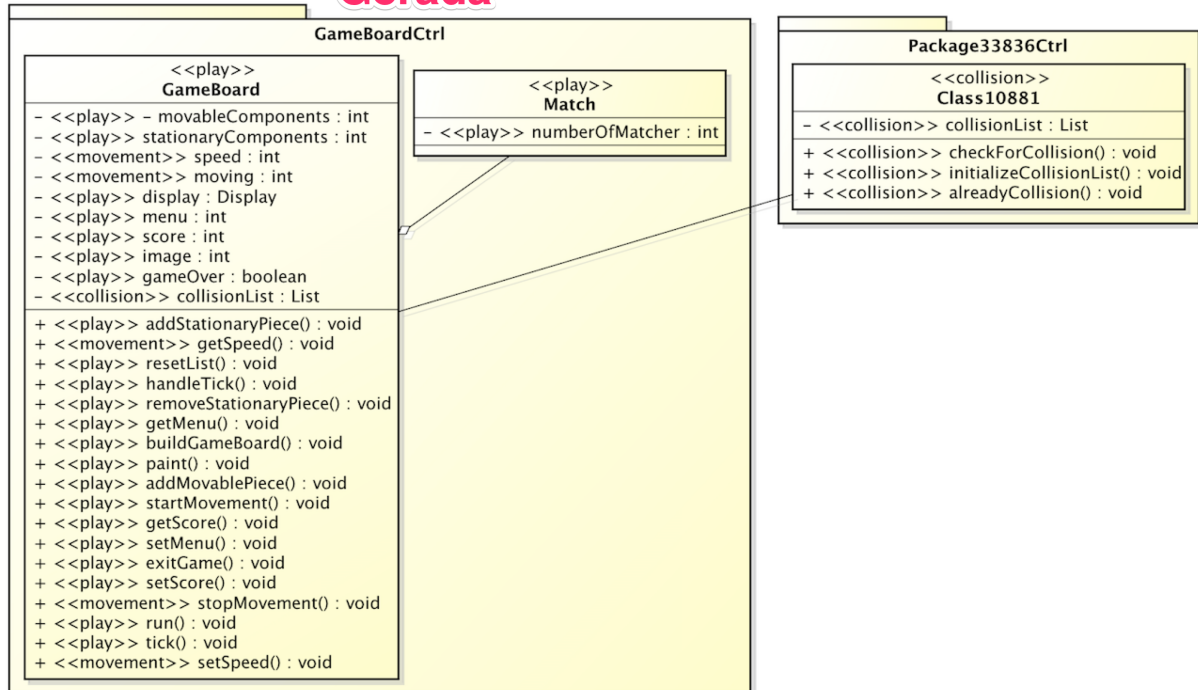 GameBoardCtrl
<<play>>
GameBoard
- <<play>> - movableComponents : int
- <<play>> stationaryComponents : int
- <<movement>> speed : int
- <<movement>> moving : int
- <<play>> display : Display
- <<play>> menu : int
- <<play>> score : int
- <<play>> image : int
- <<play>> gameOver : boolean
- <<collision>> collisionList : List
+ <<play>> addStationaryPiece() : void
+ <<movement>> getSpeed() : void
+ <<play>> resetList() : void
+ <<play>> handleTick() : void
+ <<play>> removeStationaryPiece() : void
+ <<play>> getMenu() : void
+ <<play>> buildGameBoard() : void
+ <<play>> paint() : void
+ <<play>> addMovablePiece() : void
+ <<play>> startMovement() : void
+ <<play>> getScore() : void
+ <<play>> setMenu() : void
+ <<play>> exitGame() : void
+ <<play>> setScore() : void
+ <<movement>> stopMovement() : void
+ <<play>> run() : void
+ <<play>> tick() : void
+ <<movement>> setSpeed() : void
<<play>>
Match
- <<play>> numberOfMatcher : int
Package33836Ctrl
<<collision>>
Class10881
- <<collision>> collisionList : List
+ <<collision>> checkForCollision() : void
+ <<collision>> initializeCollisionList() : void
+ <<collision>> alreadyCollision() : void